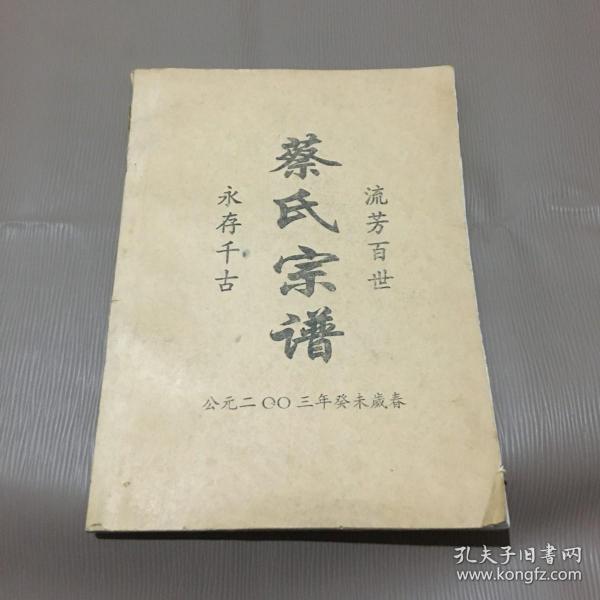 流芳百世
蔡氏宗谱
永存千古
公元二〇〇三年癸未歲春
孔夫子旧书网
www.kongfz.com